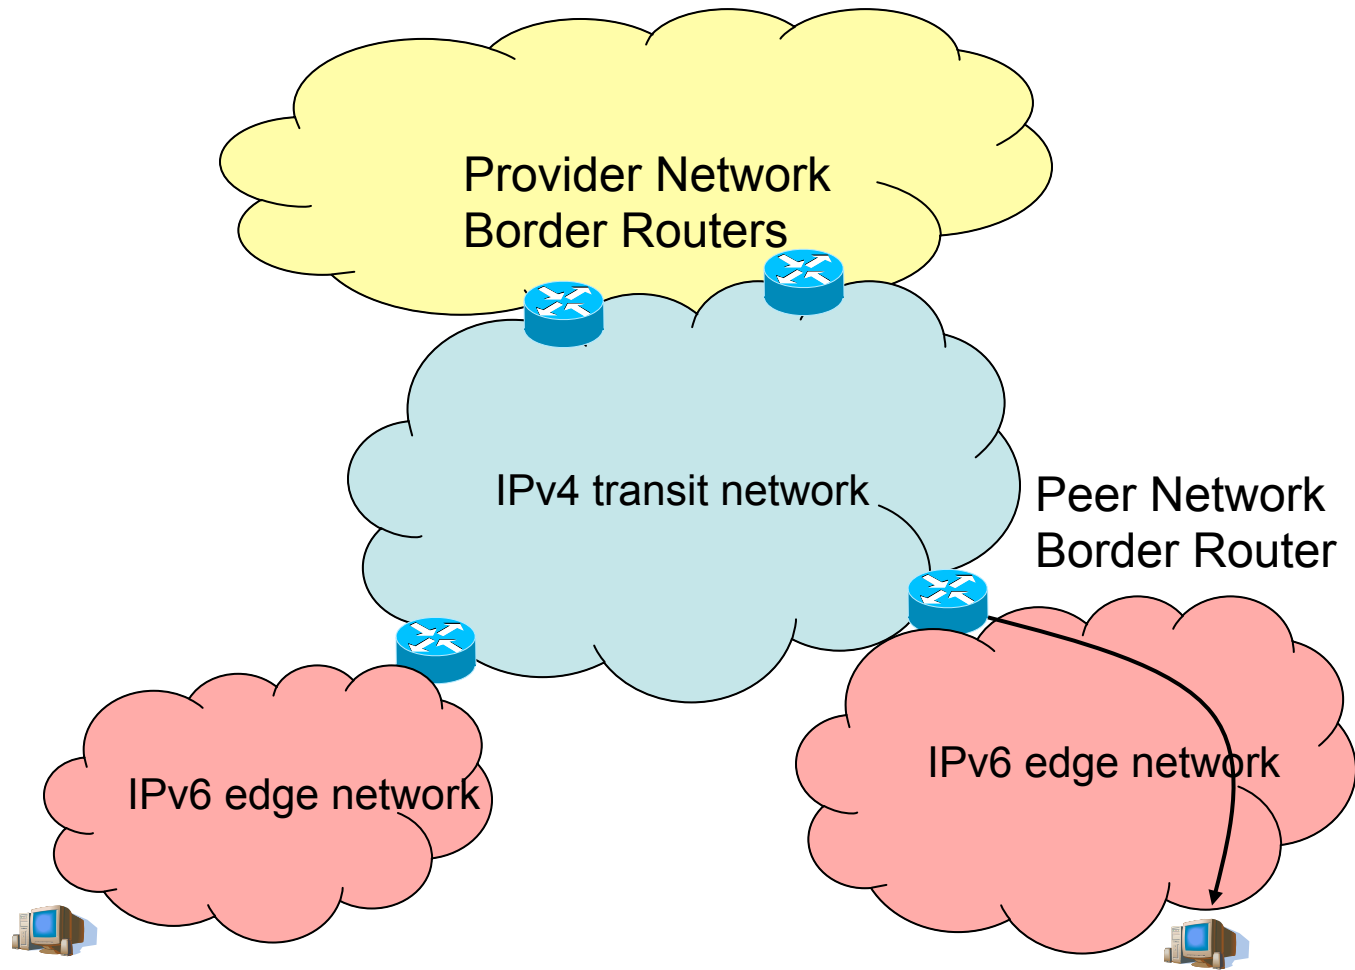 Provider Network
Border Routers
IPv4 transit network
Peer Network
Border Router
IPv6 edge network
IPv6 edge network